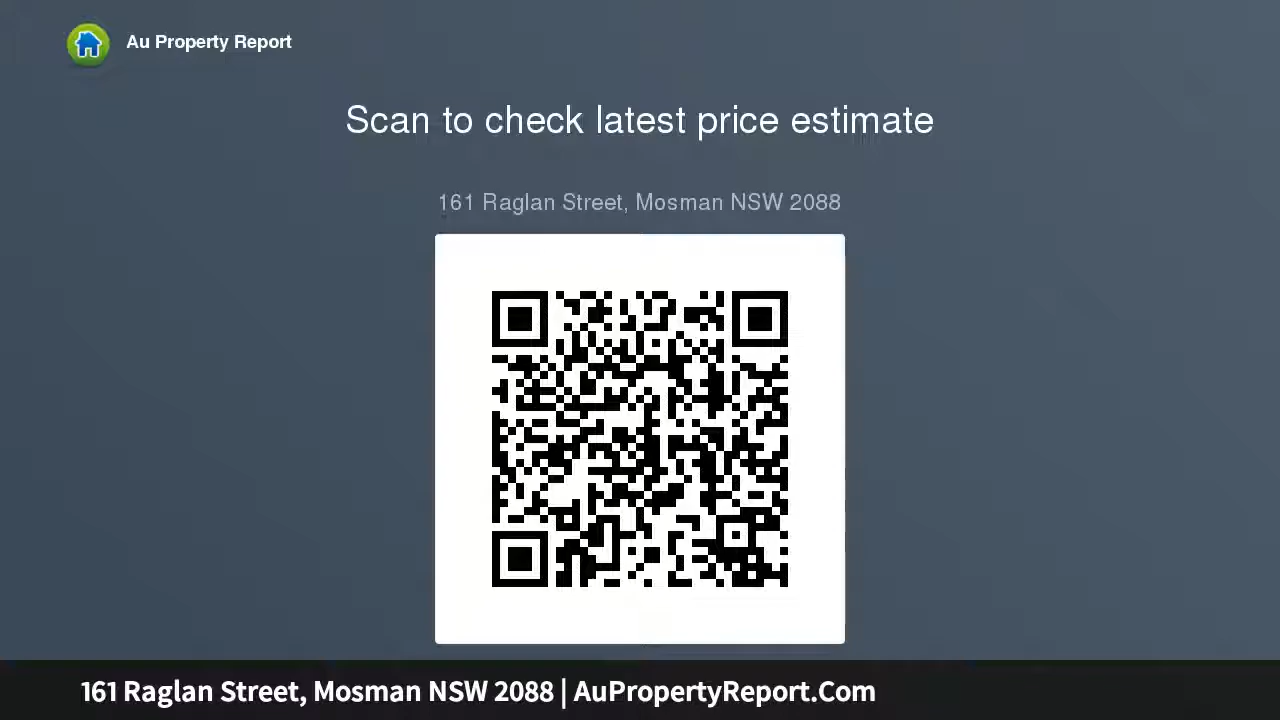 Au Property Report
Scan to check latest price estimate
161 Raglan Street, Mosman NSW 2088
161 Raglan Street, Mosman NSW 2088 | AuPropertyReport.Com